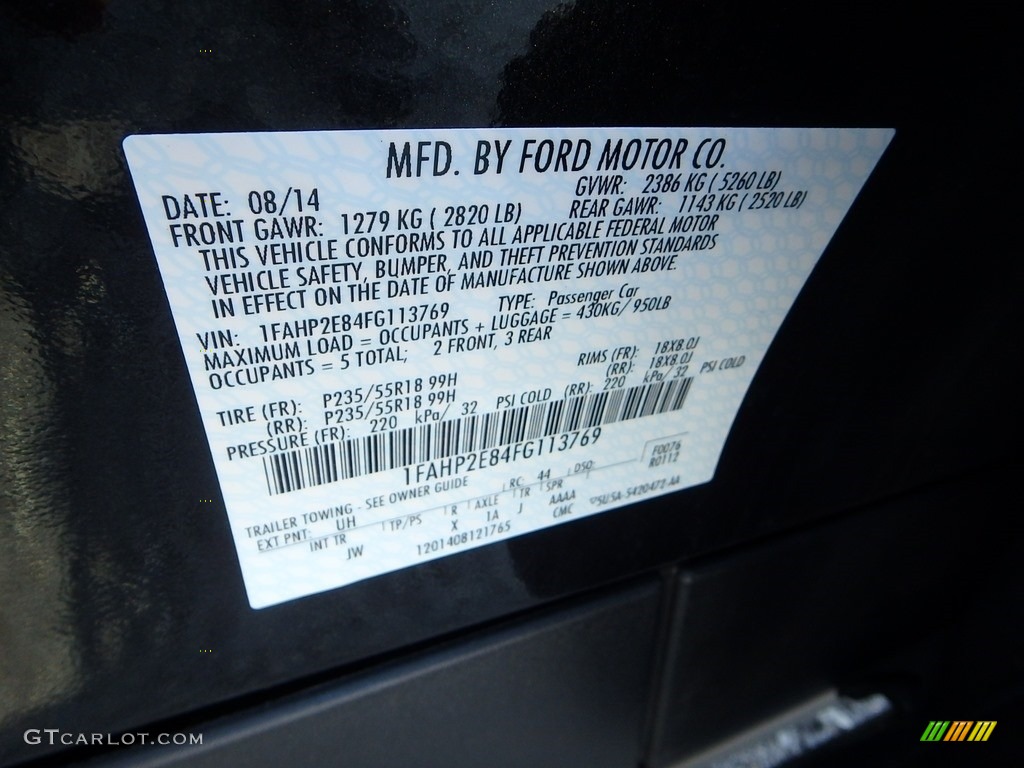 MFD. BY FORD MOTOR CO.
DATE: 08/14 GVWR: 2386 KG ( 5260 LB)
FRONT GAWR: 1279 KG ( 2820 LB) REAR GAWR: 1143 KG ( 2520 LB)
THIS VEHICLE CONFORMS TO ALL APPLICABLE FEDERAL MOTOR
VEHICLE SAFETY, BUMPER, AND THEFT PREVENTION STANDARDS
IN EFFECT ON THE DATE OF MANUFACTURE SHOWN ABOVE.
VIN: 1FAHP2E84FG113769 TYPE: Passenger Car
MAXIMUM LOAD = OCCUPANTS + LUGGAGE = 430KG/950LB
OCCUPANTS = 5 TOTAL; 2 FRONT, 3 REAR
TIRE (FR): P235/55R18 99H RIMS (FR): 18X8.0J
(RR): P235/55R18 99H (RR): 18X8.0J
PRESSURE (FR): 220 kPa/ 32 PSI COLD (RR): 220 kPa/ 32 PSI COLD
1FAHP2E84FG113769
F0076
R0112
TRAILER TOWING - SEE OWNER GUIDE RC: 44 DSO:
EXT PNT: UH
INT TR TP/PS R AXLE TR SPR
JW X 1A J AAAA
1201408121765 CMC
GTCARLOT.COM